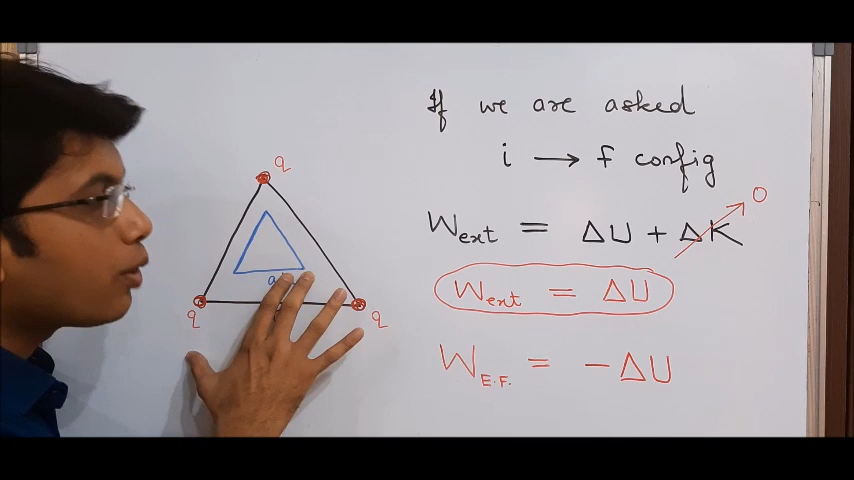 q
q
q
a
If we are asked
i → f config
Wext = ΔU + ΔK 0
Wext = ΔU
WE.F. = - ΔU